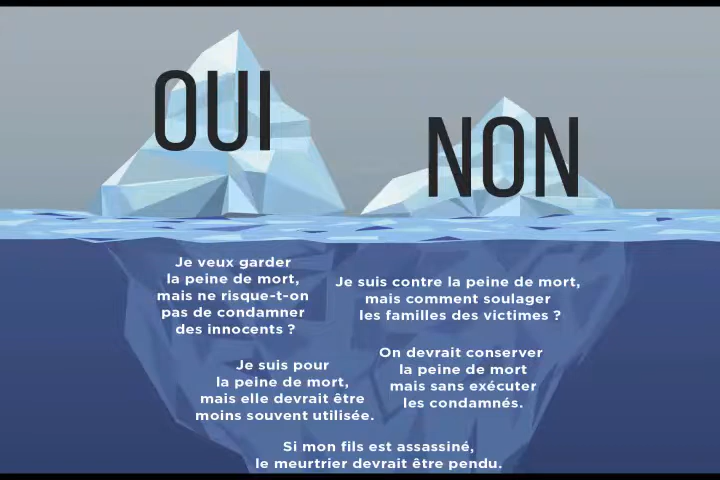 OUI
NON
Je veux garder
la peine de mort,
mais ne risque-t-on
pas de condamner
des innocents ?
Je suis contre la peine de mort,
mais comment soulager
les familles des victimes ?
Je suis pour
la peine de mort,
mais elle devrait être
moins souvent utilisée.
On devrait conserver
la peine de mort
mais sans exécuter
les condamnés.
Si mon fils est assassiné,
le meurtrier devrait être pendu.